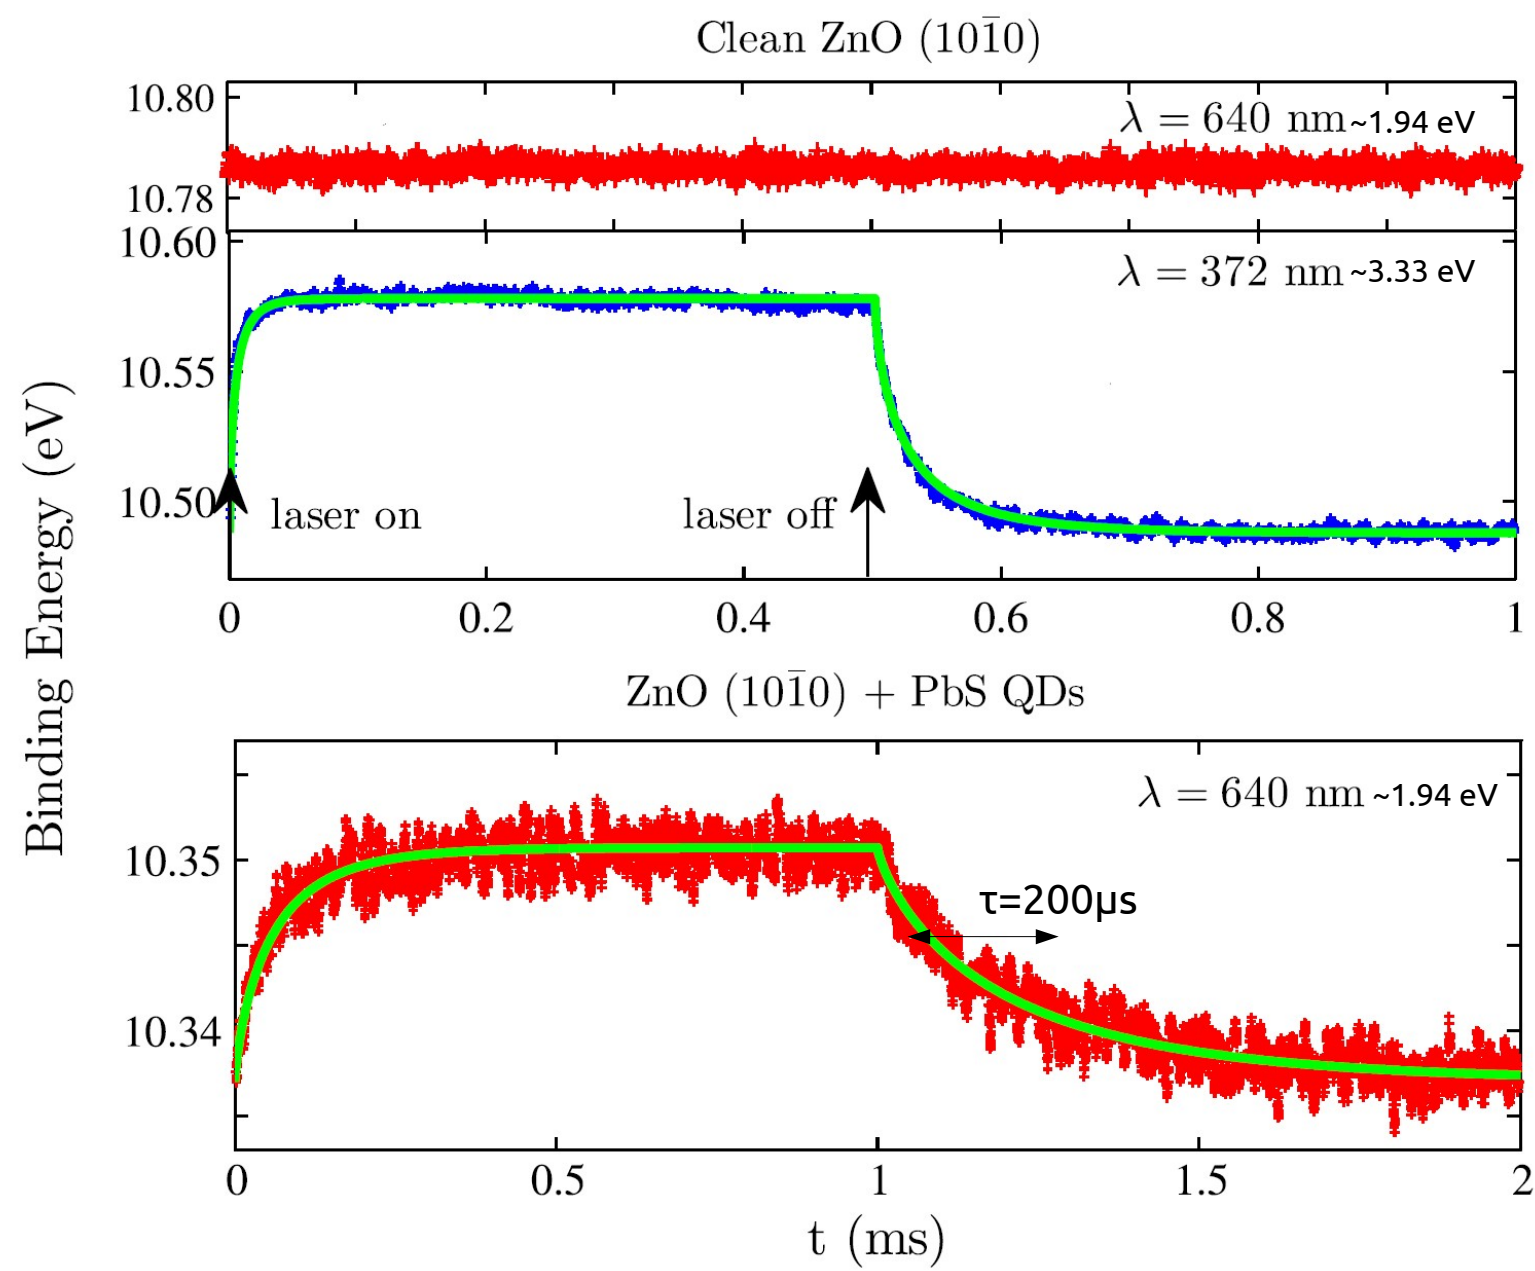 Clean ZnO (101̅0)
10.80
λ = 640 nm ~1.94 eV
10.78
10.60
λ = 372 nm ~3.33 eV
10.55
10.50
laser on
laser off
0 0.2 0.4 0.6 0.8 1
Binding Energy (eV)
ZnO (101̅0) + PbS QDs
λ = 640 nm ~1.94 eV
10.35
τ=200μs
10.34
0 0.5 1 1.5 2
t (ms)